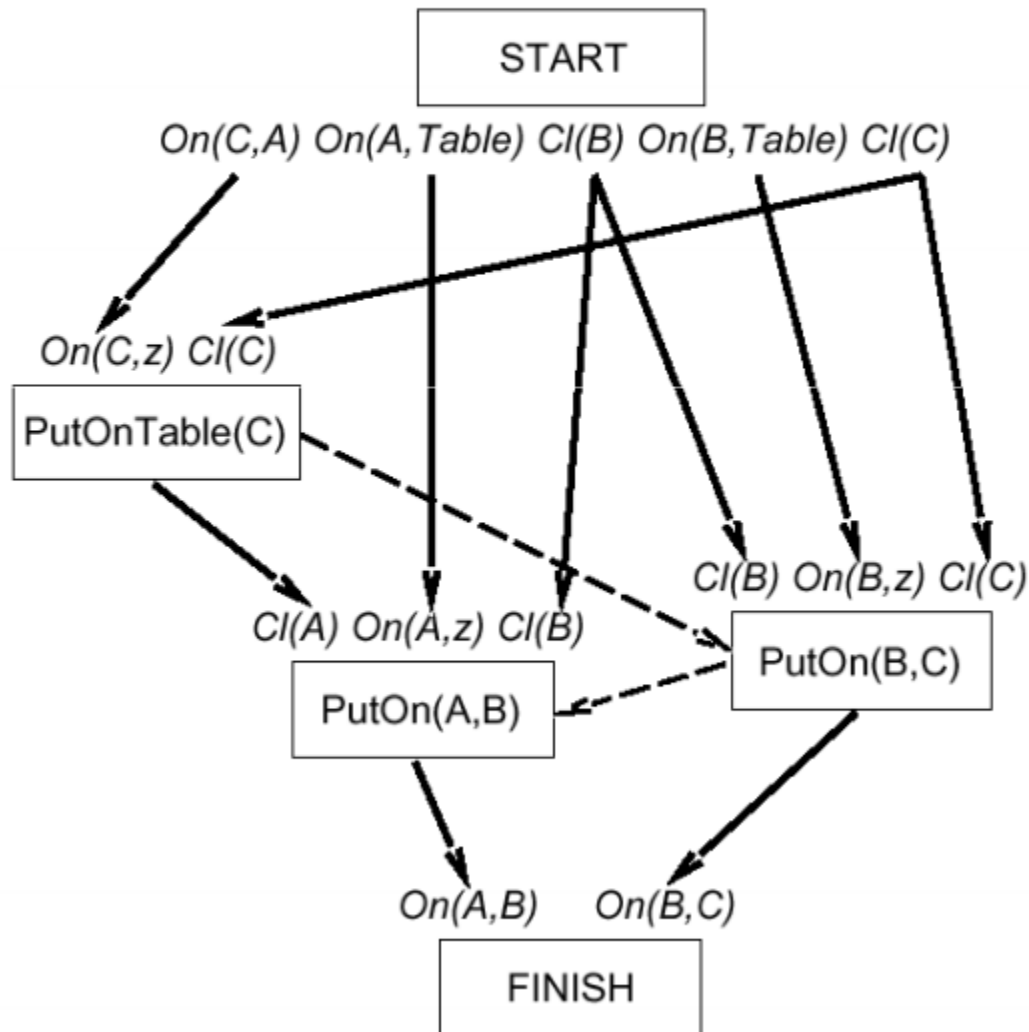 START
On(C,A) On(A,Table) Cl(B) On(B,Table) Cl(C)
On(C,z) Cl(C)
PutOnTable(C)
Cl(B) On(B,z) Cl(C)
Cl(A) On(A,z) Cl(B)
PutOn(B,C)
PutOn(A,B)
On(A,B) On(B,C)
FINISH